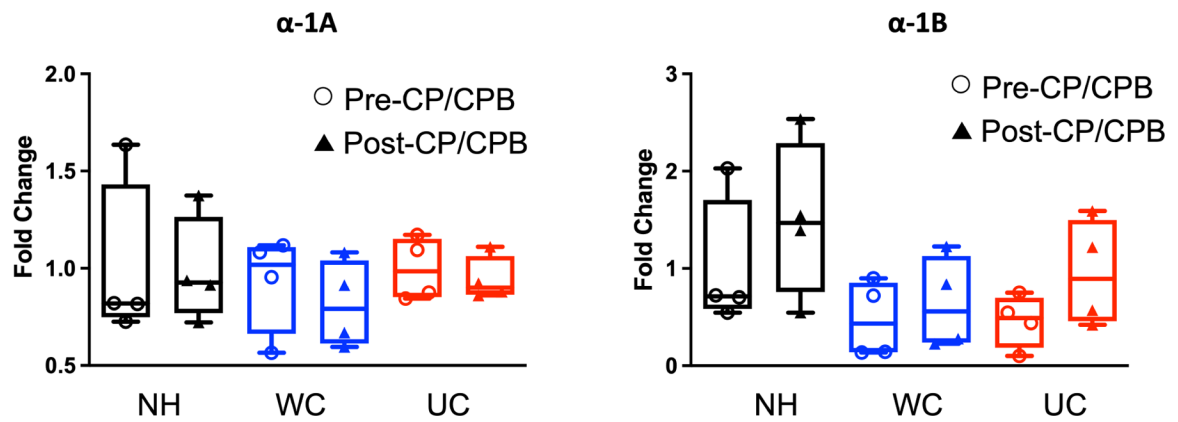 α-1A
2.0
1.5
1.0
0.5
Fold Change
Pre-CP/CPB
Post-CP/CPB
NH WC UC
α-1B
3
2
1
0
Fold Change
Pre-CP/CPB
Post-CP/CPB
NH WC UC